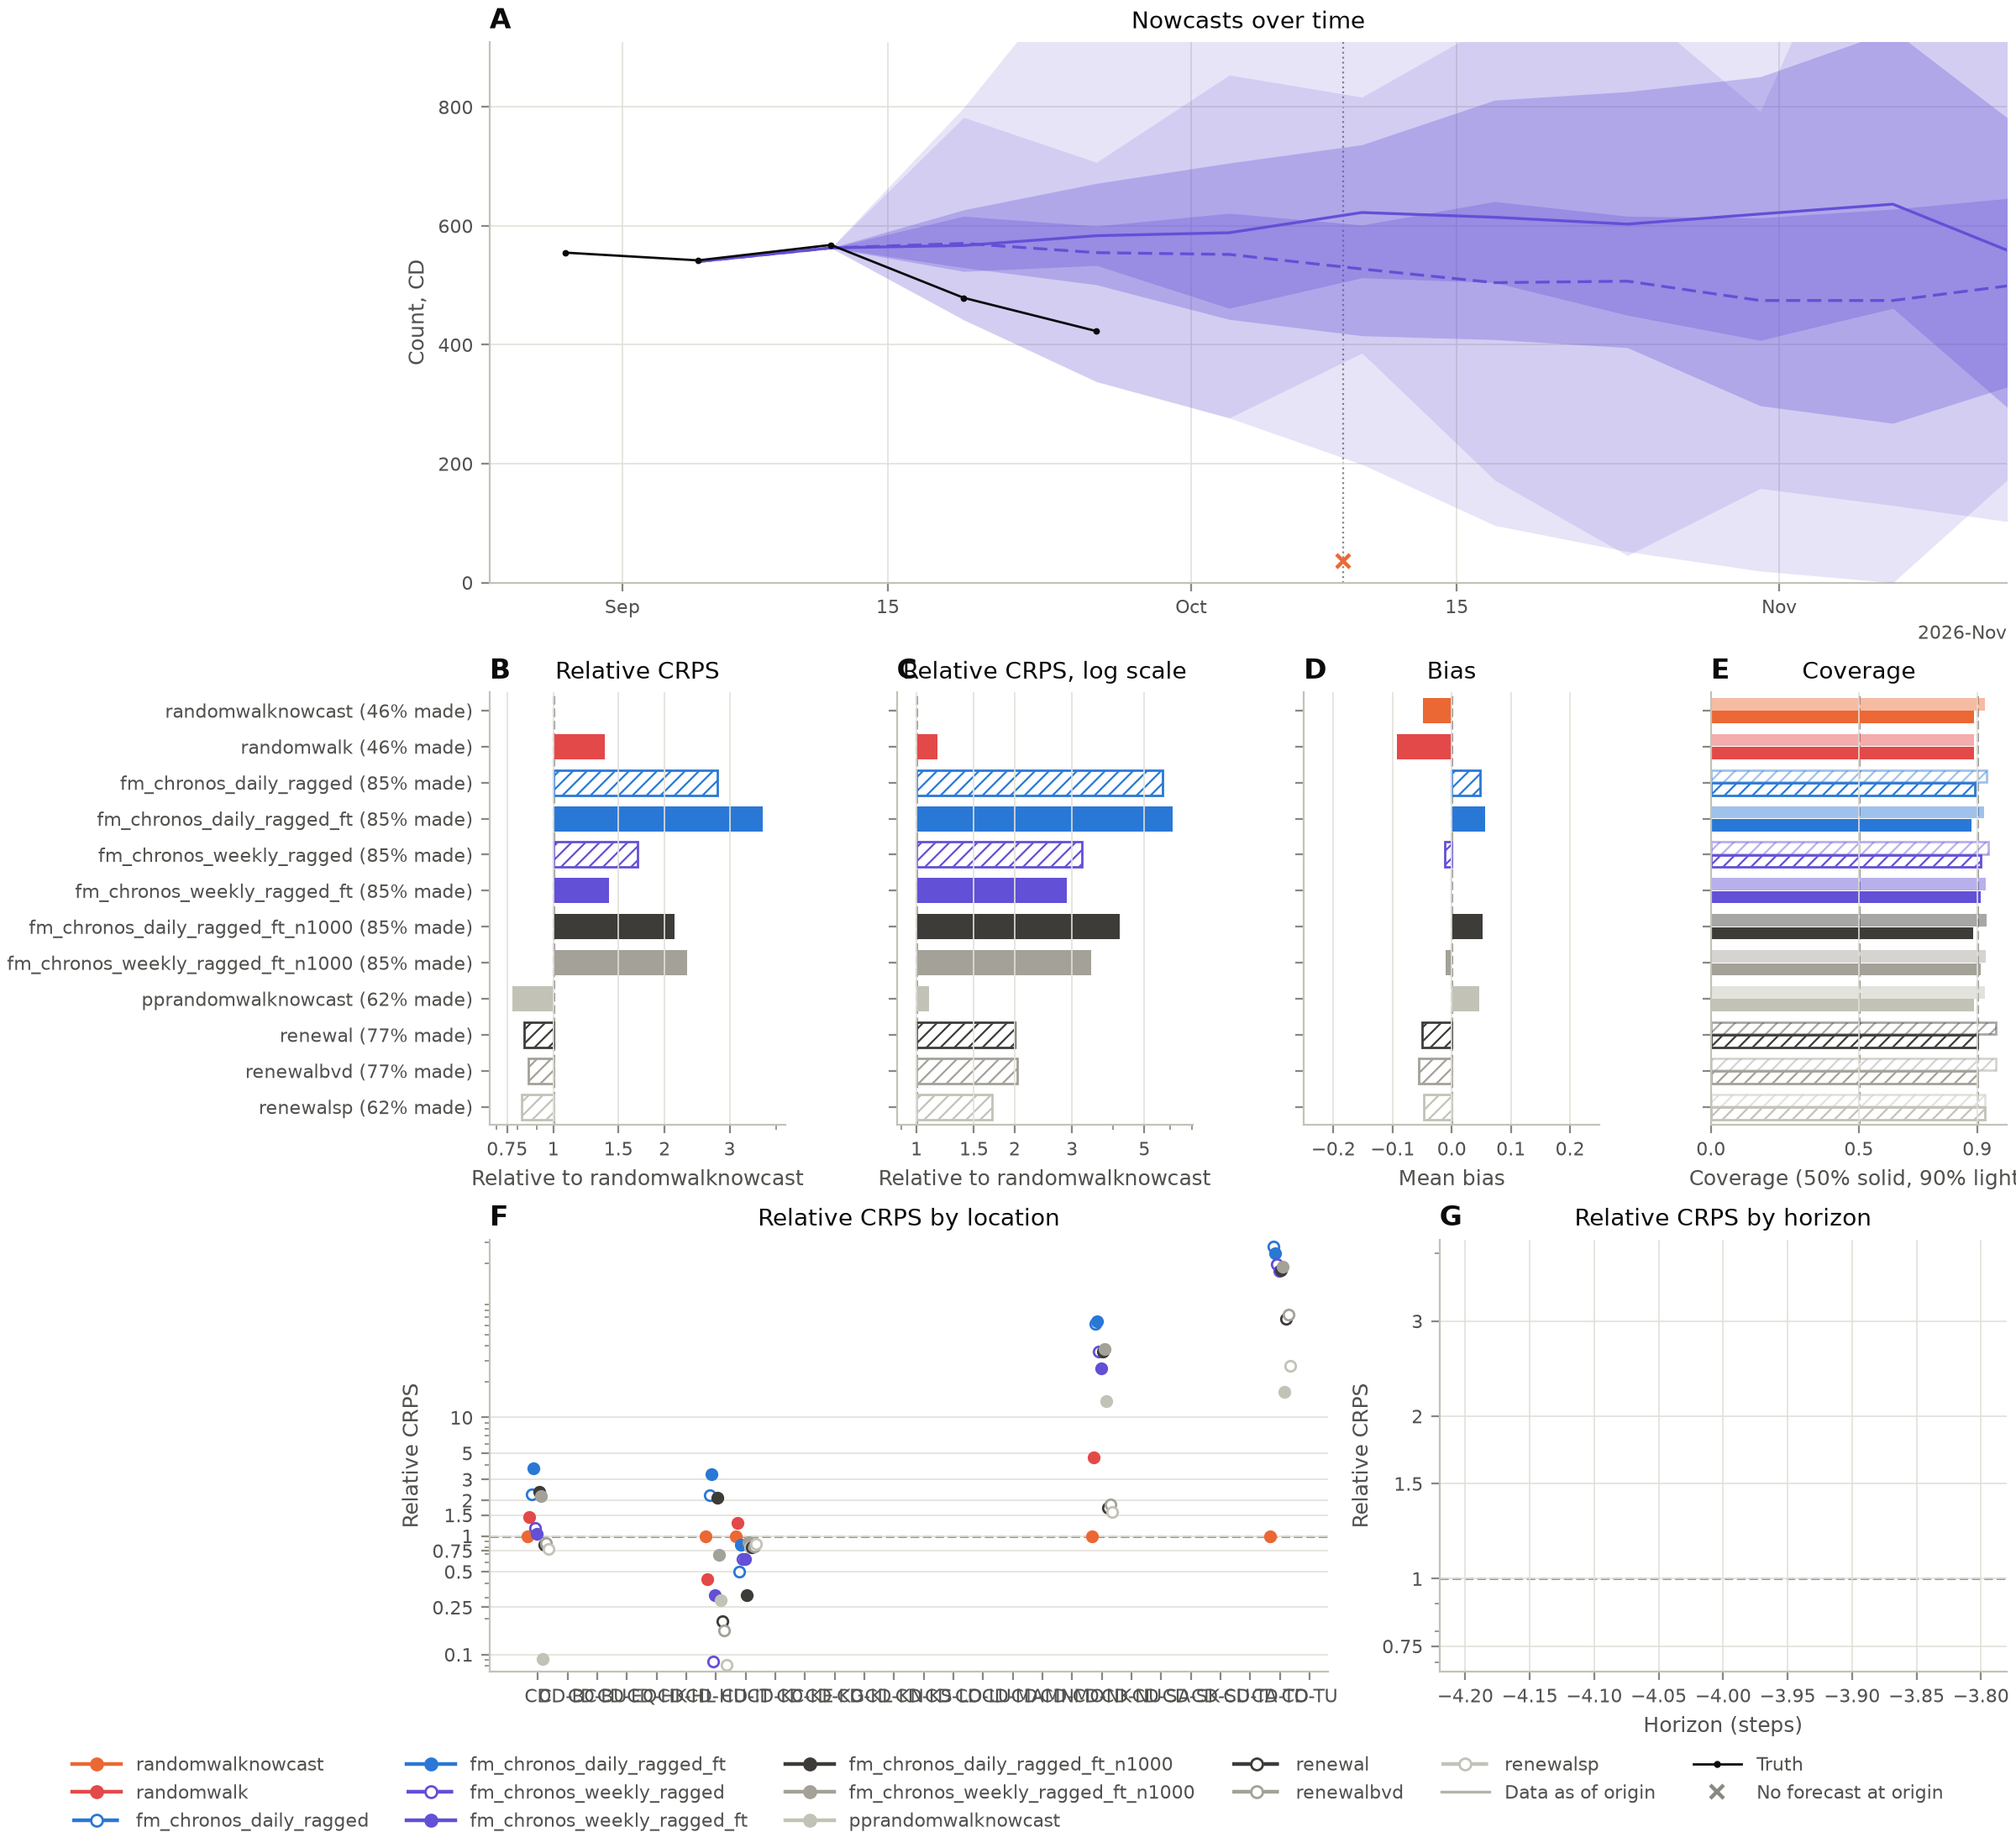 A
Nowcasts over time
800
600
400
200
0
Count, CD
Sep
15
Oct
15
Nov
2026-Nov
B
Relative CRPS
C
Relative CRPS, log scale
D
Bias
E
Coverage
randomwalknowcast (46% made)
randomwalk (46% made)
fm_chronos_daily_ragged (85% made)
fm_chronos_daily_ragged_ft (85% made)
fm_chronos_weekly_ragged (85% made)
fm_chronos_weekly_ragged_ft (85% made)
fm_chronos_daily_ragged_ft_n1000 (85% made)
fm_chronos_weekly_ragged_ft_n1000 (85% made)
pprandomwalknowcast (62% made)
renewal (77% made)
renewalbvd (77% made)
renewalsp (62% made)
0.75 1 1.5 2 3
Relative to randomwalknowcast
1 1.5 2 3 5
Relative to randomwalknowcast
−0.2 −0.1 0.0 0.1 0.2
Mean bias
0.0 0.5 0.9
Coverage (50% solid, 90% light
F
Relative CRPS by location
10
5
3
2
1.5
1
0.75
0.5
0.25
0.1
Relative CRPS
G
Relative CRPS by horizon
3
2
1.5
1
0.75
Relative CRPS
−4.20 −4.15 −4.10 −4.05 −4.00 −3.95 −3.90 −3.85 −3.80
Horizon (steps)
randomwalknowcast
randomwalk
fm_chronos_daily_ragged
fm_chronos_daily_ragged_ft
fm_chronos_weekly_ragged
fm_chronos_weekly_ragged_ft
fm_chronos_daily_ragged_ft_n1000
fm_chronos_weekly_ragged_ft_n1000
pprandomwalknowcast
renewal
renewalbvd
renewalsp
Data as of origin
Truth
No forecast at origin